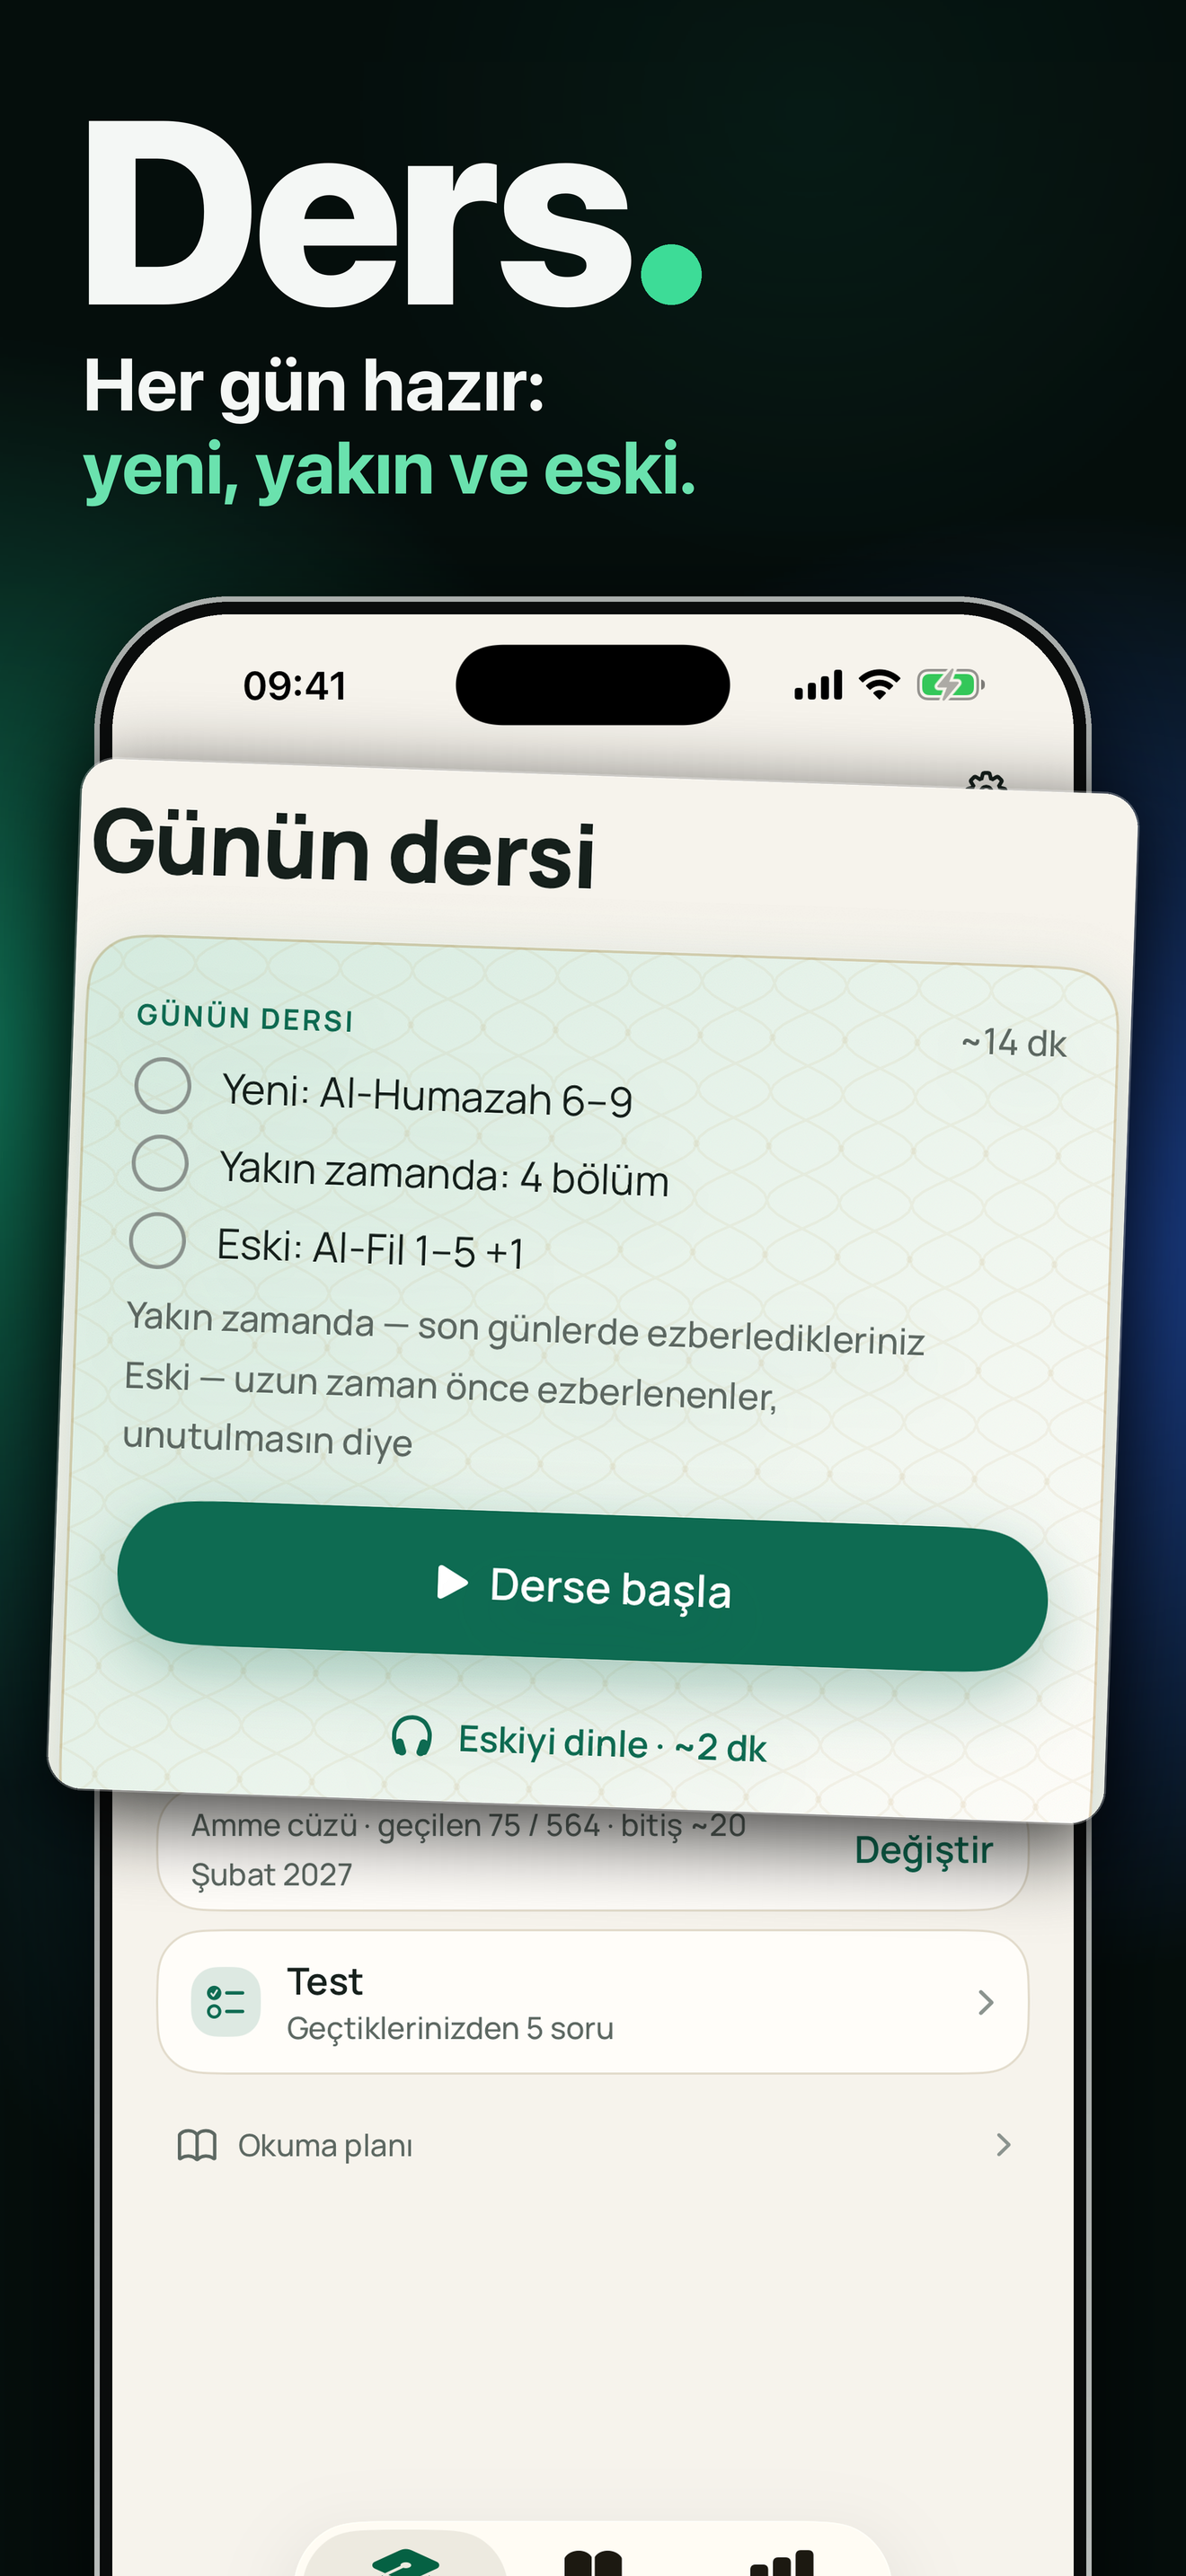 Ders.
Her gün hazır:
yeni, yakın ve eski.
09:41
Günün dersi
GÜNÜN DERSI
~14 dk
Yeni: Al-Humazah 6–9
Yakın zamanda: 4 bölüm
Eski: Al-Fil 1–5 +1
Yakın zamanda — son günlerde ezberledikleriniz
Eski — uzun zaman önce ezberlenenler,
unutulmasın diye
Derse başla
Eskiyi dinle · ~2 dk
Amme cüzü · geçilen 75 / 564 · bitiş ~20
Şubat 2027
Değiştir
Test
Geçtiklerinizden 5 soru
Okuma planı